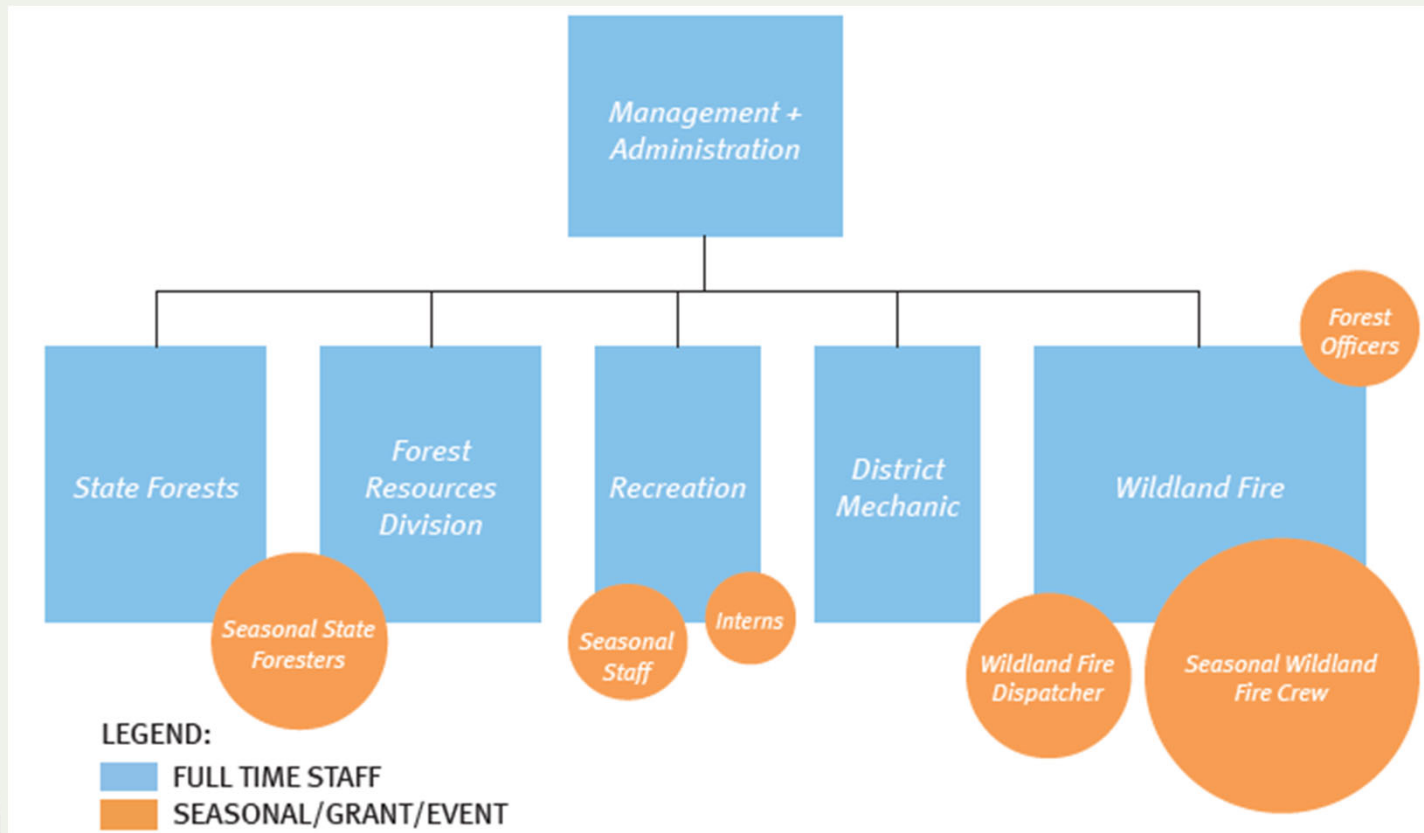 Management +
Administration
Forest
Officers
State Forests
Forest
Resources
Division
Recreation
District
Mechanic
Wildland Fire
Seasonal State
Foresters
Seasonal
Staff
Interns
Wildland Fire
Dispatcher
Seasonal Wildland
Fire Crew
LEGEND:
FULL TIME STAFF
SEASONAL/GRANT/EVENT